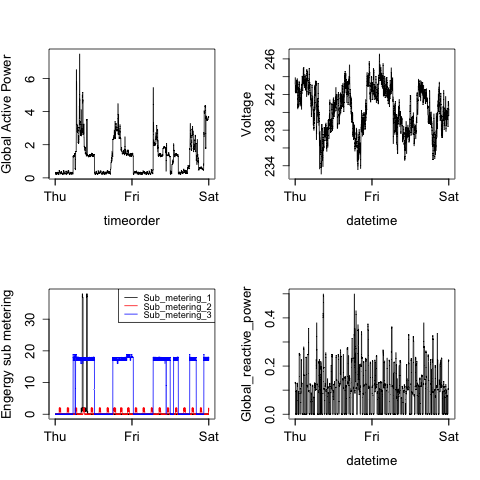 Global Active Power
0 2 4 6
Thu Fri Sat
timeorder
Voltage
234 238 242 246
Thu Fri Sat
datetime
Engergy sub metering
0 10 20 30
Sub_metering_1
Sub_metering_2
Sub_metering_3
Thu Fri Sat
Global_reactive_power
0.0 0.2 0.4
Thu Fri Sat
datetime